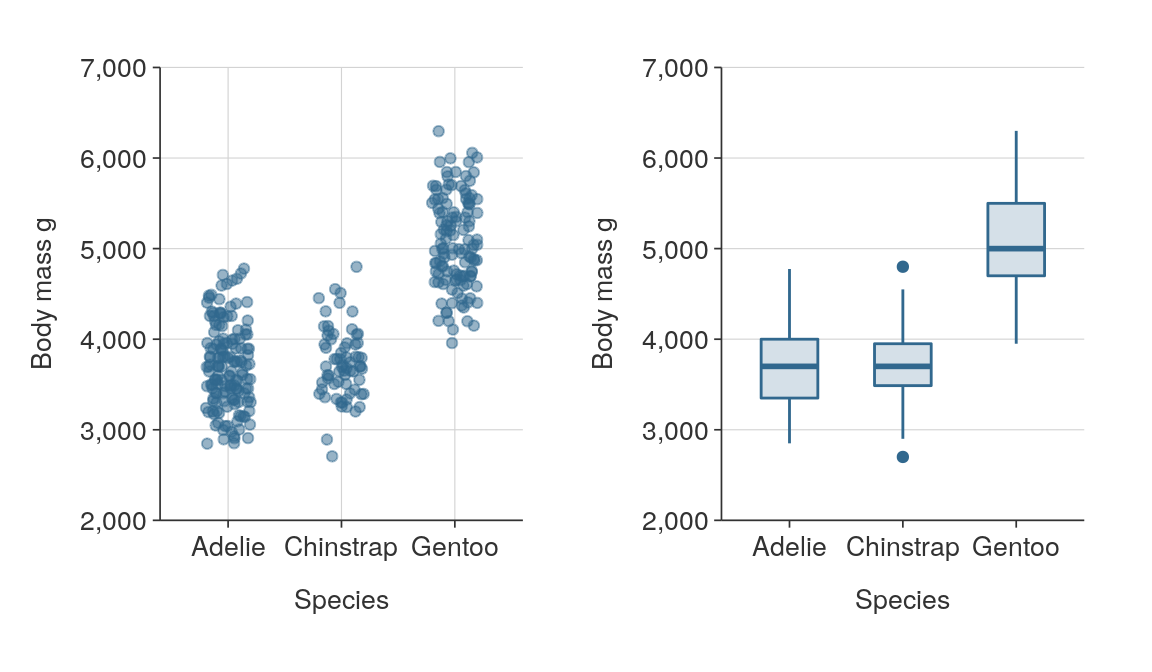 7,000
6,000
5,000
4,000
3,000
2,000
Body mass g
Adelie Chinstrap Gentoo
Species
7,000
6,000
5,000
4,000
3,000
2,000
Body mass g
Adelie Chinstrap Gentoo
Species